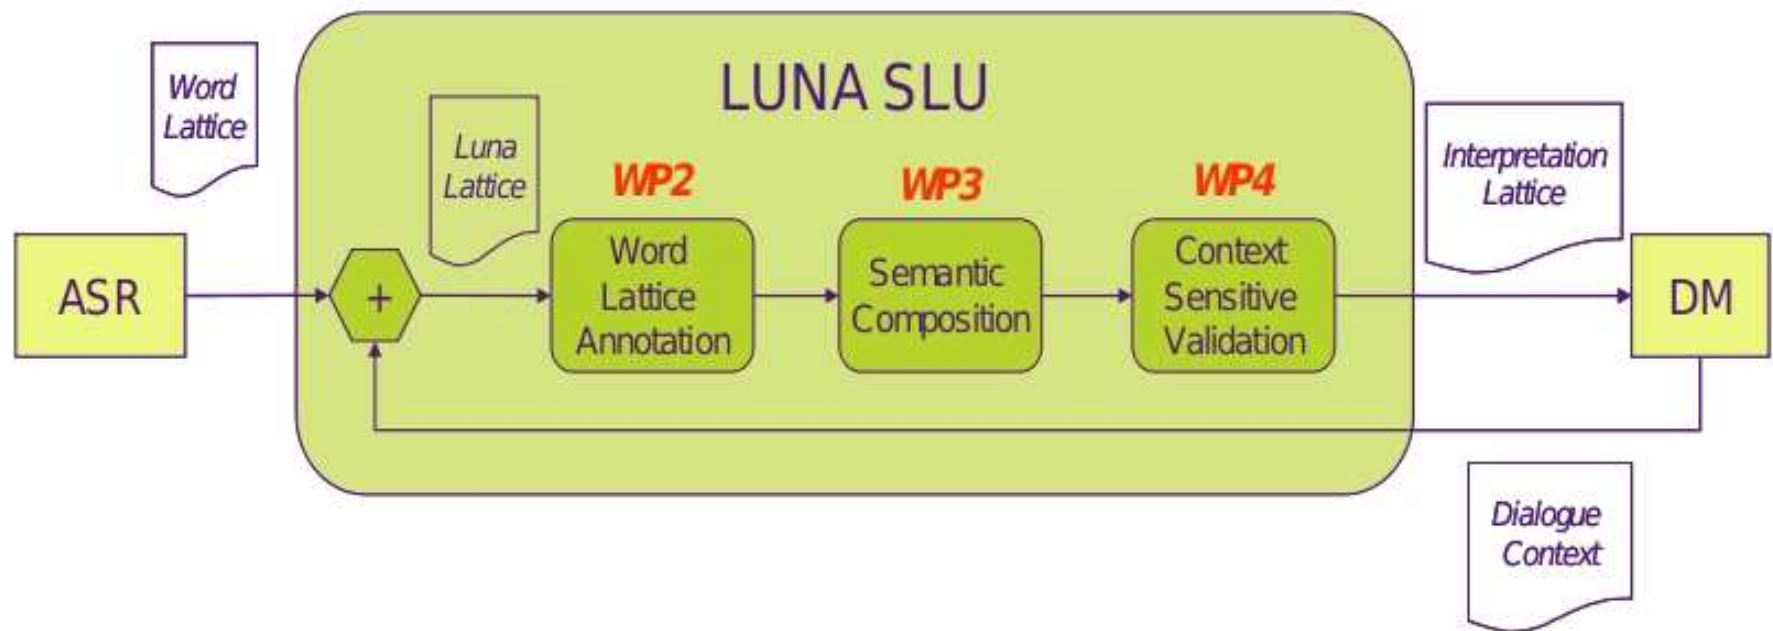 LUNA SLU
Word
Lattice
Luna
Lattice
WP2
WP3
WP4
Interpretation
Lattice
ASR
+
Word
Lattice
Annotation
Semantic
Composition
Context
Sensitive
Validation
DM
Dialogue
Context